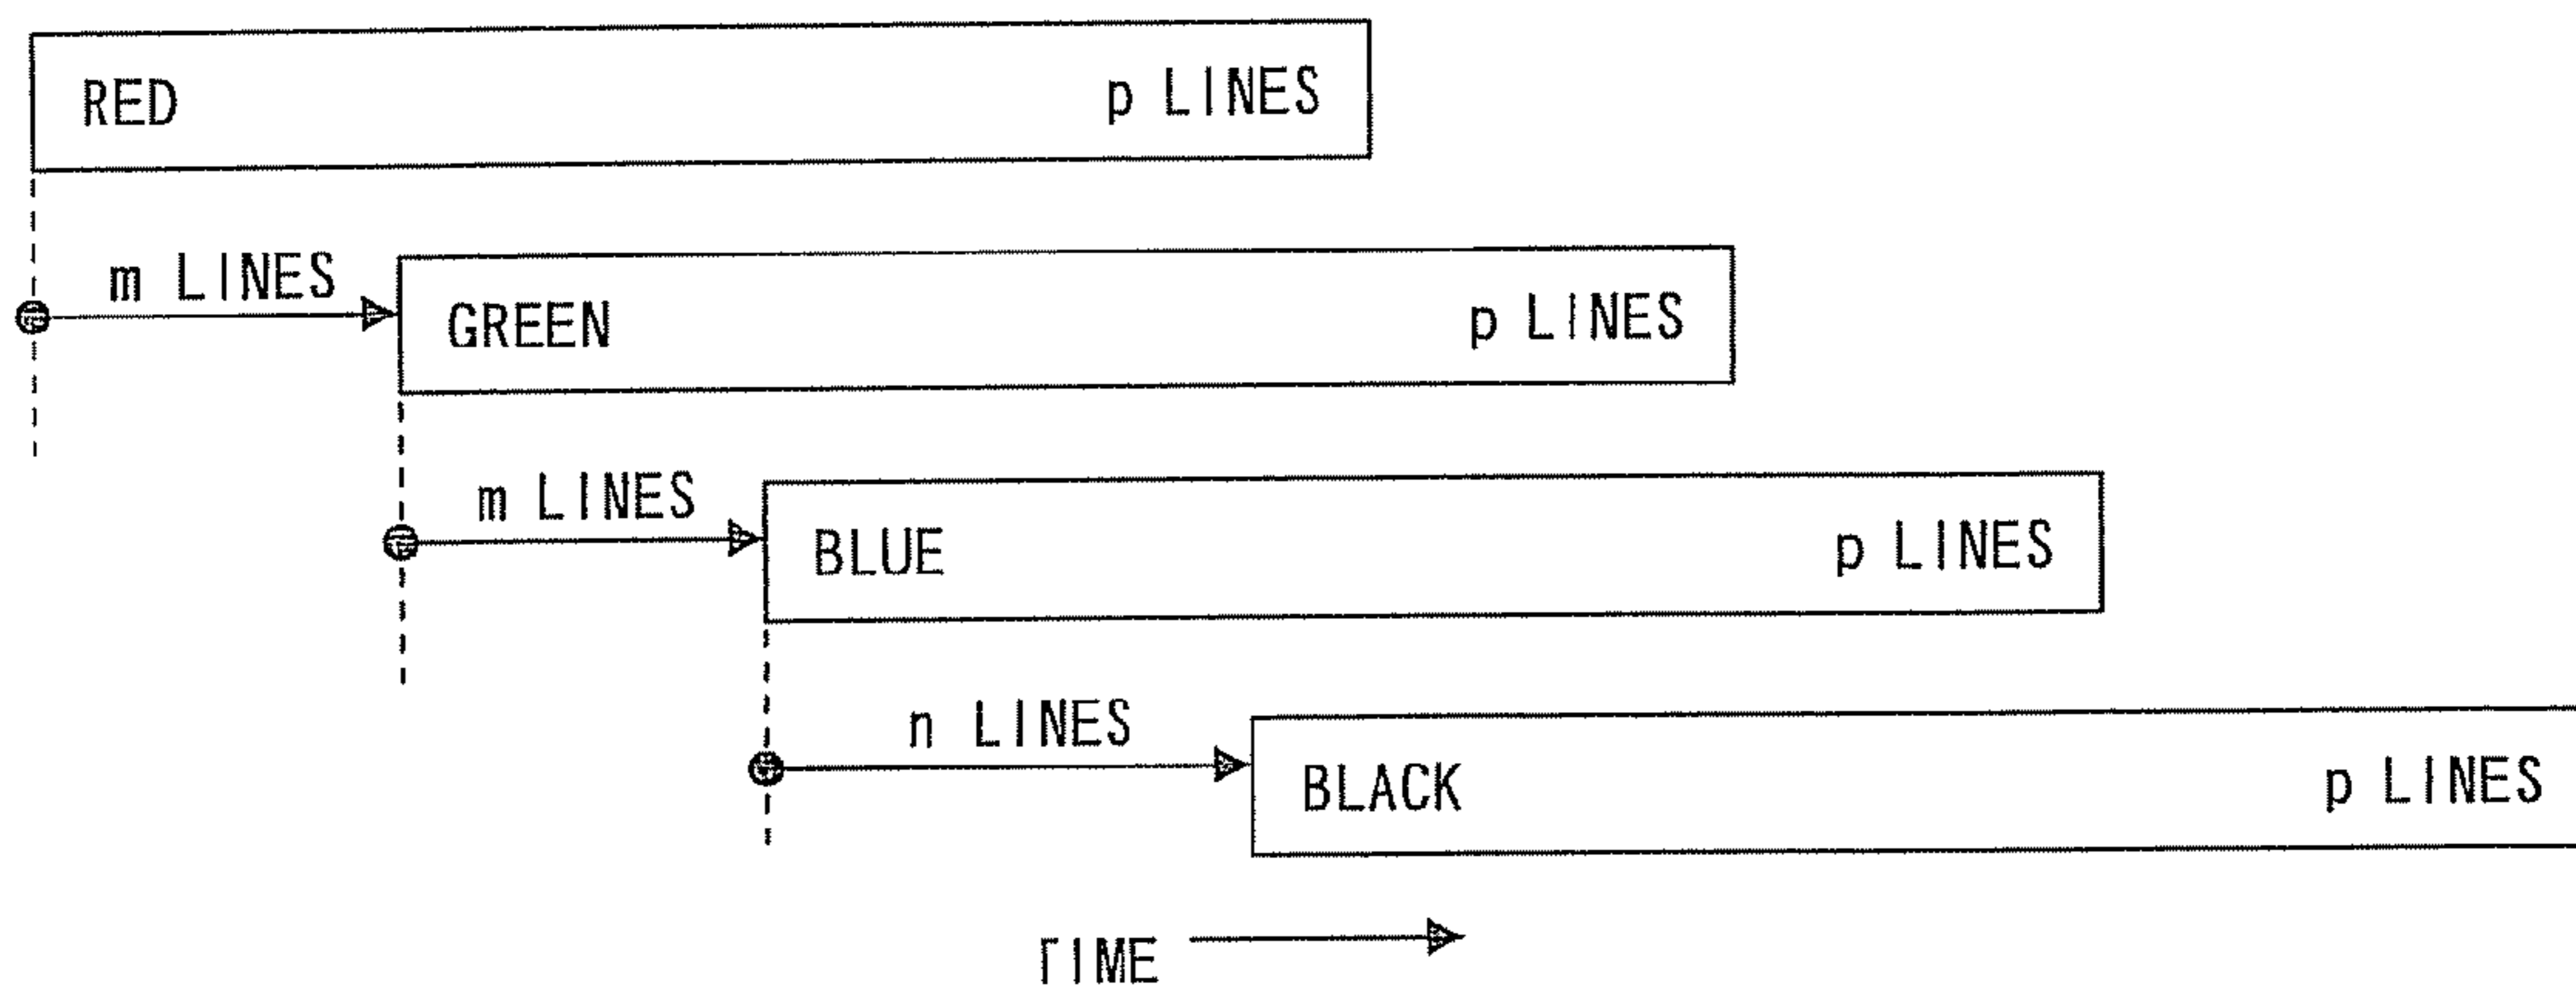 RED p LINES
m LINES
GREEN p LINES
m LINES
BLUE p LINES
n LINES
BLACK p LINES
TIME